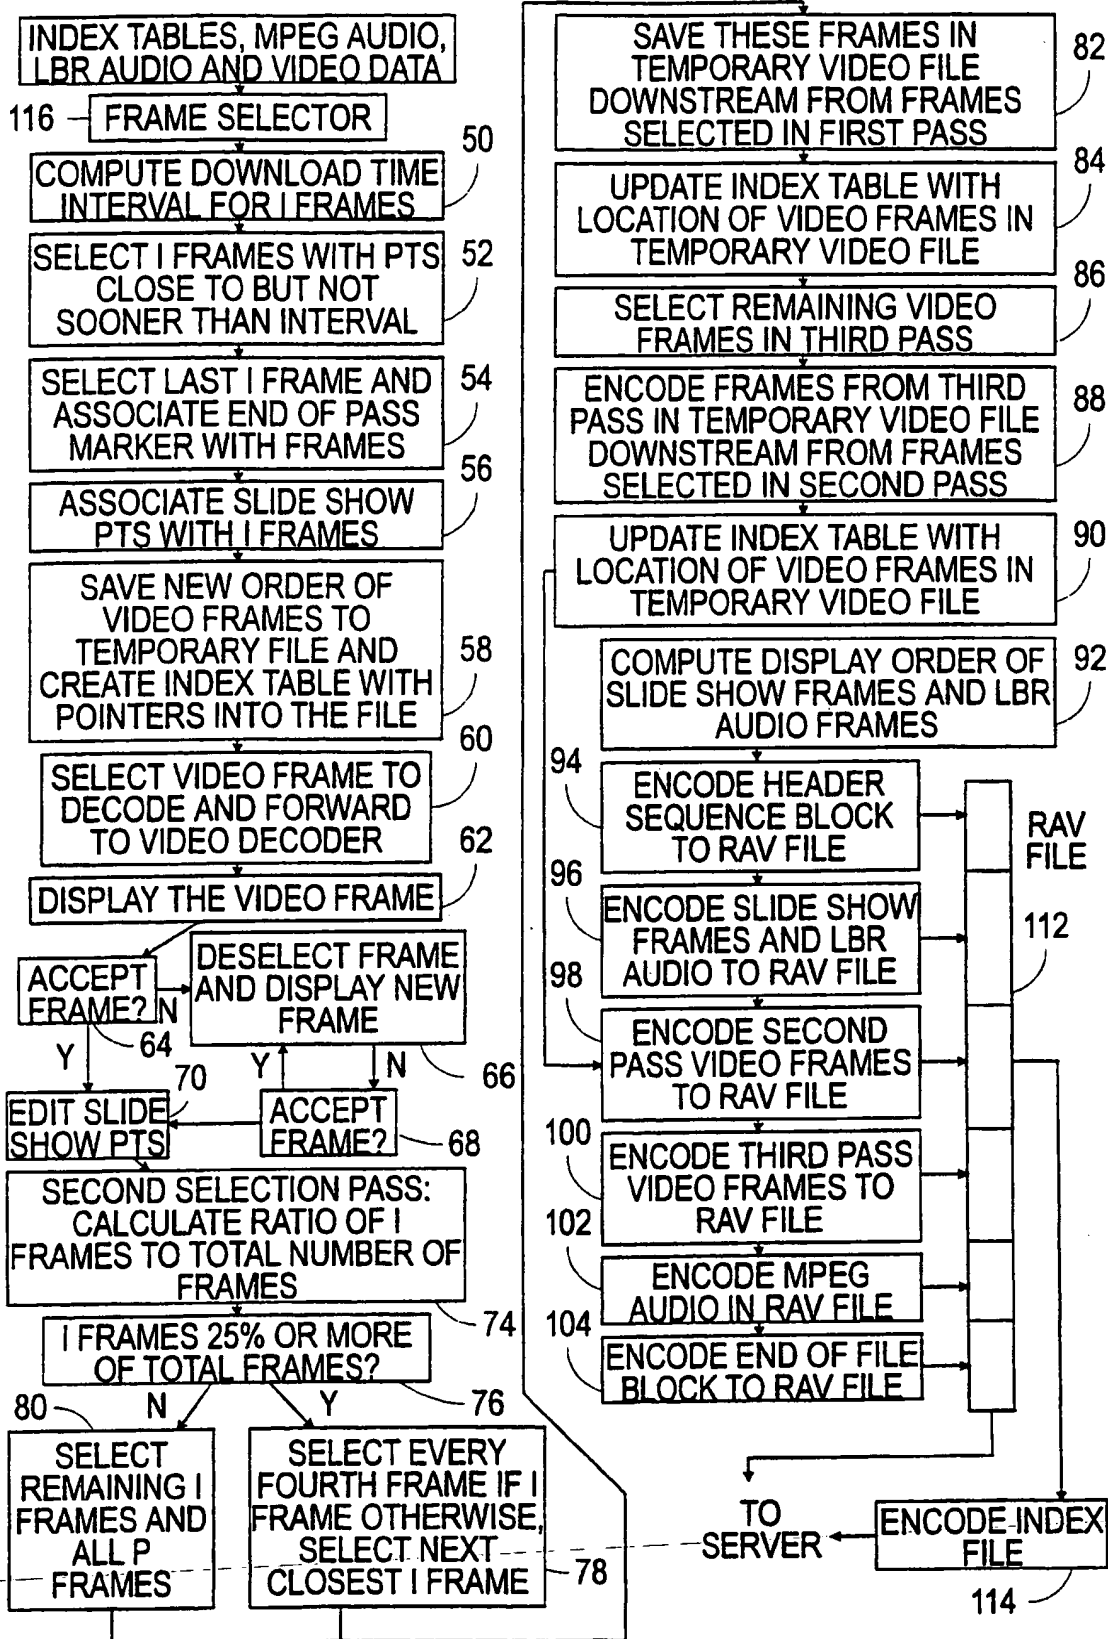 INDEX TABLES, MPEG AUDIO,
LBR AUDIO AND VIDEO DATA
116
FRAME SELECTOR
50
COMPUTE DOWNLOAD TIME
INTERVAL FOR I FRAMES
52
SELECT I FRAMES WITH PTS
CLOSE TO BUT NOT
SOONER THAN INTERVAL
54
SELECT LAST I FRAME AND
ASSOCIATE END OF PASS
MARKER WITH FRAMES
56
ASSOCIATE SLIDE SHOW
PTS WITH I FRAMES
58
SAVE NEW ORDER OF
VIDEO FRAMES TO
TEMPORARY FILE AND
CREATE INDEX TABLE WITH
POINTERS INTO THE FILE
60
SELECT VIDEO FRAME TO
DECODE AND FORWARD
TO VIDEO DECODER
62
DISPLAY THE VIDEO FRAME
ACCEPT
FRAME?
N
64
Y
DESELECT FRAME
AND DISPLAY NEW
FRAME
66
Y
N
ACCEPT
FRAME?
68
70
EDIT SLIDE
SHOW PTS
SECOND SELECTION PASS:
CALCULATE RATIO OF I
FRAMES TO TOTAL NUMBER OF
FRAMES
74
I FRAMES 25% OR MORE
OF TOTAL FRAMES?
76
N
Y
80
SELECT
REMAINING I
FRAMES AND
ALL P
FRAMES
SELECT EVERY
FOURTH FRAME IF I
FRAME OTHERWISE,
SELECT NEXT
CLOSEST I FRAME
78
SAVE THESE FRAMES IN
TEMPORARY VIDEO FILE
DOWNSTREAM FROM FRAMES
SELECTED IN FIRST PASS
82
UPDATE INDEX TABLE WITH
LOCATION OF VIDEO FRAMES IN
TEMPORARY VIDEO FILE
84
SELECT REMAINING VIDEO
FRAMES IN THIRD PASS
86
ENCODE FRAMES FROM THIRD
PASS IN TEMPORARY VIDEO FILE
DOWNSTREAM FROM FRAMES
SELECTED IN SECOND PASS
88
UPDATE INDEX TABLE WITH
LOCATION OF VIDEO FRAMES IN
TEMPORARY VIDEO FILE
90
COMPUTE DISPLAY ORDER OF
SLIDE SHOW FRAMES AND LBR
AUDIO FRAMES
92
94
ENCODE HEADER
SEQUENCE BLOCK
TO RAV FILE
RAV
FILE
96
ENCODE SLIDE SHOW
FRAMES AND LBR
AUDIO TO RAV FILE
112
98
ENCODE SECOND
PASS VIDEO FRAMES
TO RAV FILE
100
ENCODE THIRD PASS
VIDEO FRAMES TO
RAV FILE
102
ENCODE MPEG
AUDIO IN RAV FILE
104
ENCODE END OF FILE
BLOCK TO RAV FILE
TO
SERVER
ENCODE INDEX
FILE
114